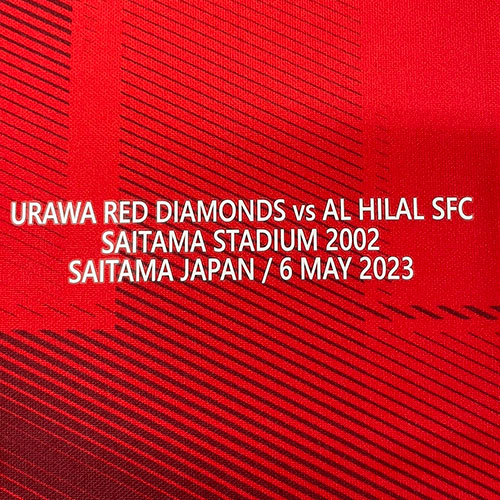 URAWA RED DIAMONDS vs AL HILAL SFC
SAITAMA STADIUM 2002
SAITAMA JAPAN / 6 MAY 2023